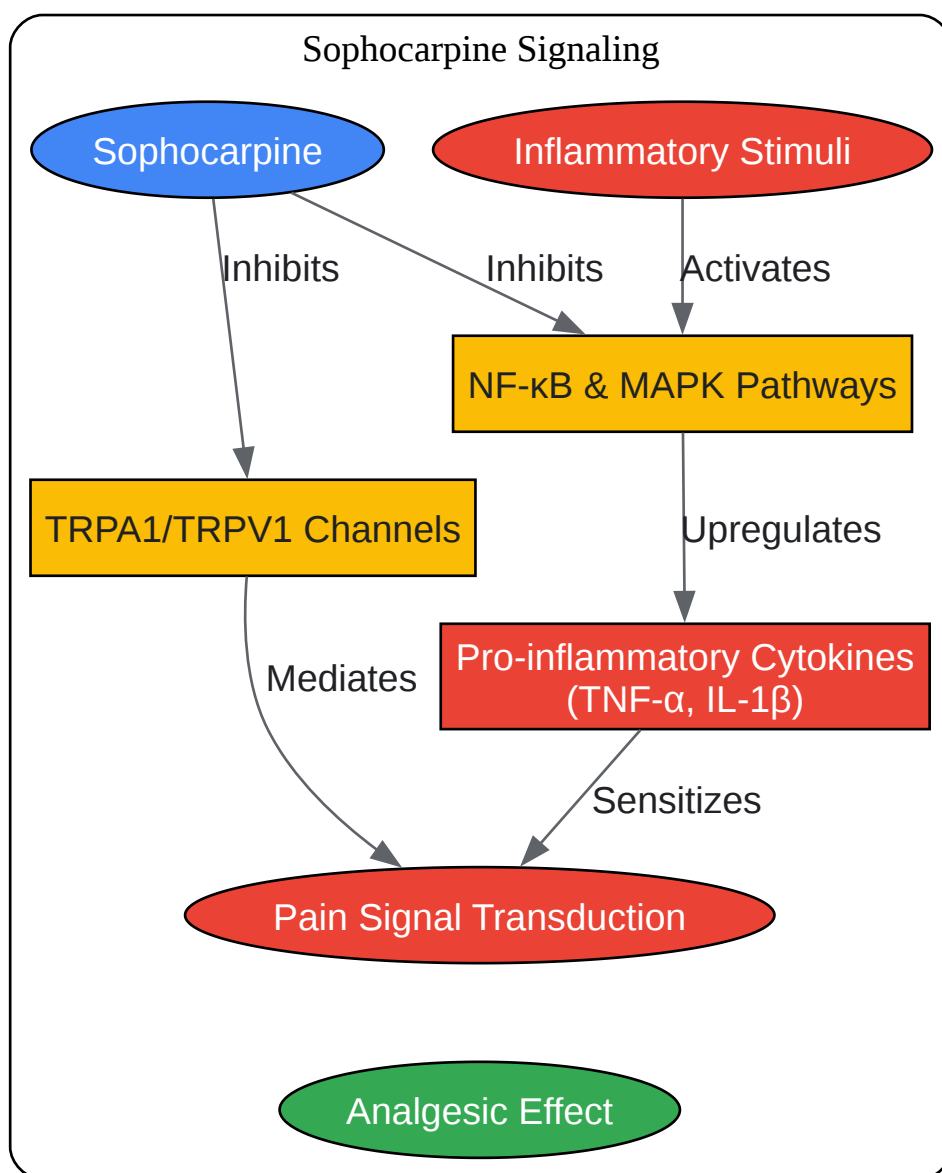 Sophocarpine Signaling
Sophocarpine
Inflammatory Stimuli
Inhibits
Inhibits
Activates
NF-κB & MAPK Pathways
TRPA1/TRPV1 Channels
Upregulates
Pro-inflammatory Cytokines
(TNF-α, IL-1β)
Mediates
Sensitizes
Pain Signal Transduction
Analgesic Effect